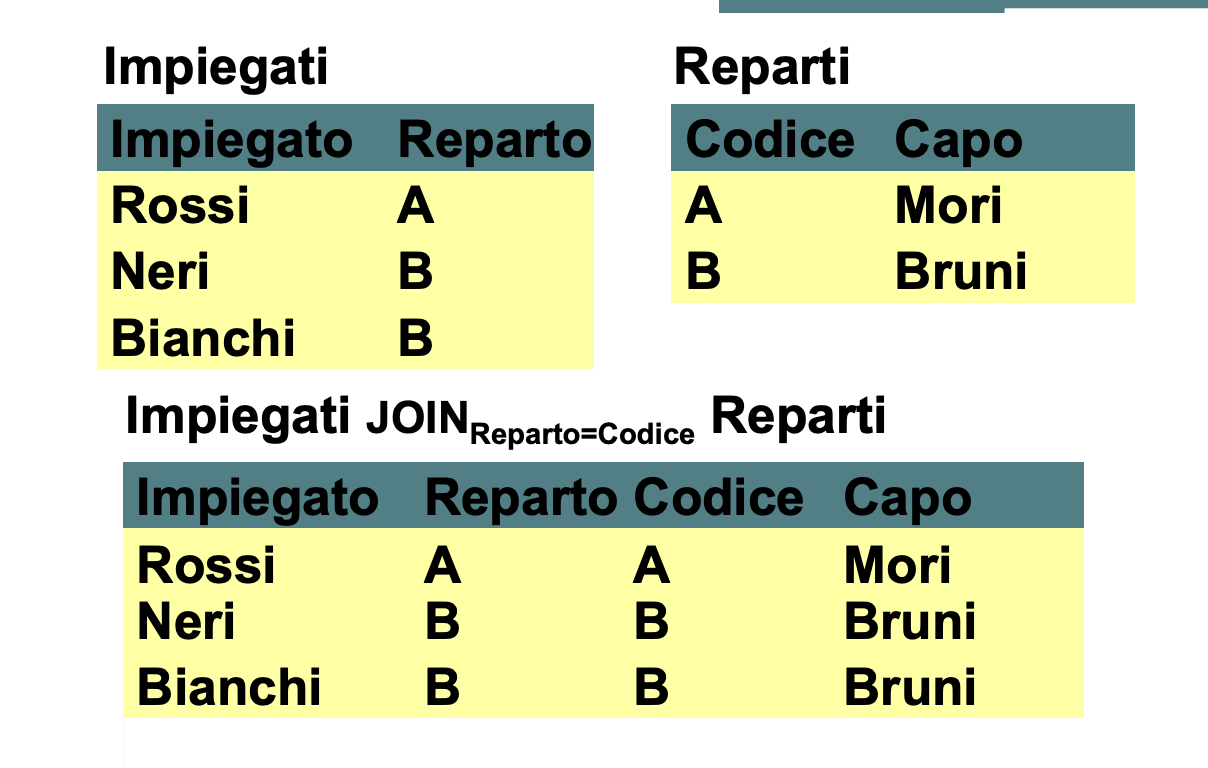 Impiegati
Impiegato Reparto
Rossi A
Neri B
Bianchi B
Reparti
Codice Capo
A Mori
B Bruni
Impiegati JOIN Reparto=Codice Reparti
Impiegato Reparto Codice Capo
Rossi A A Mori
Neri B B Bruni
Bianchi B B Bruni